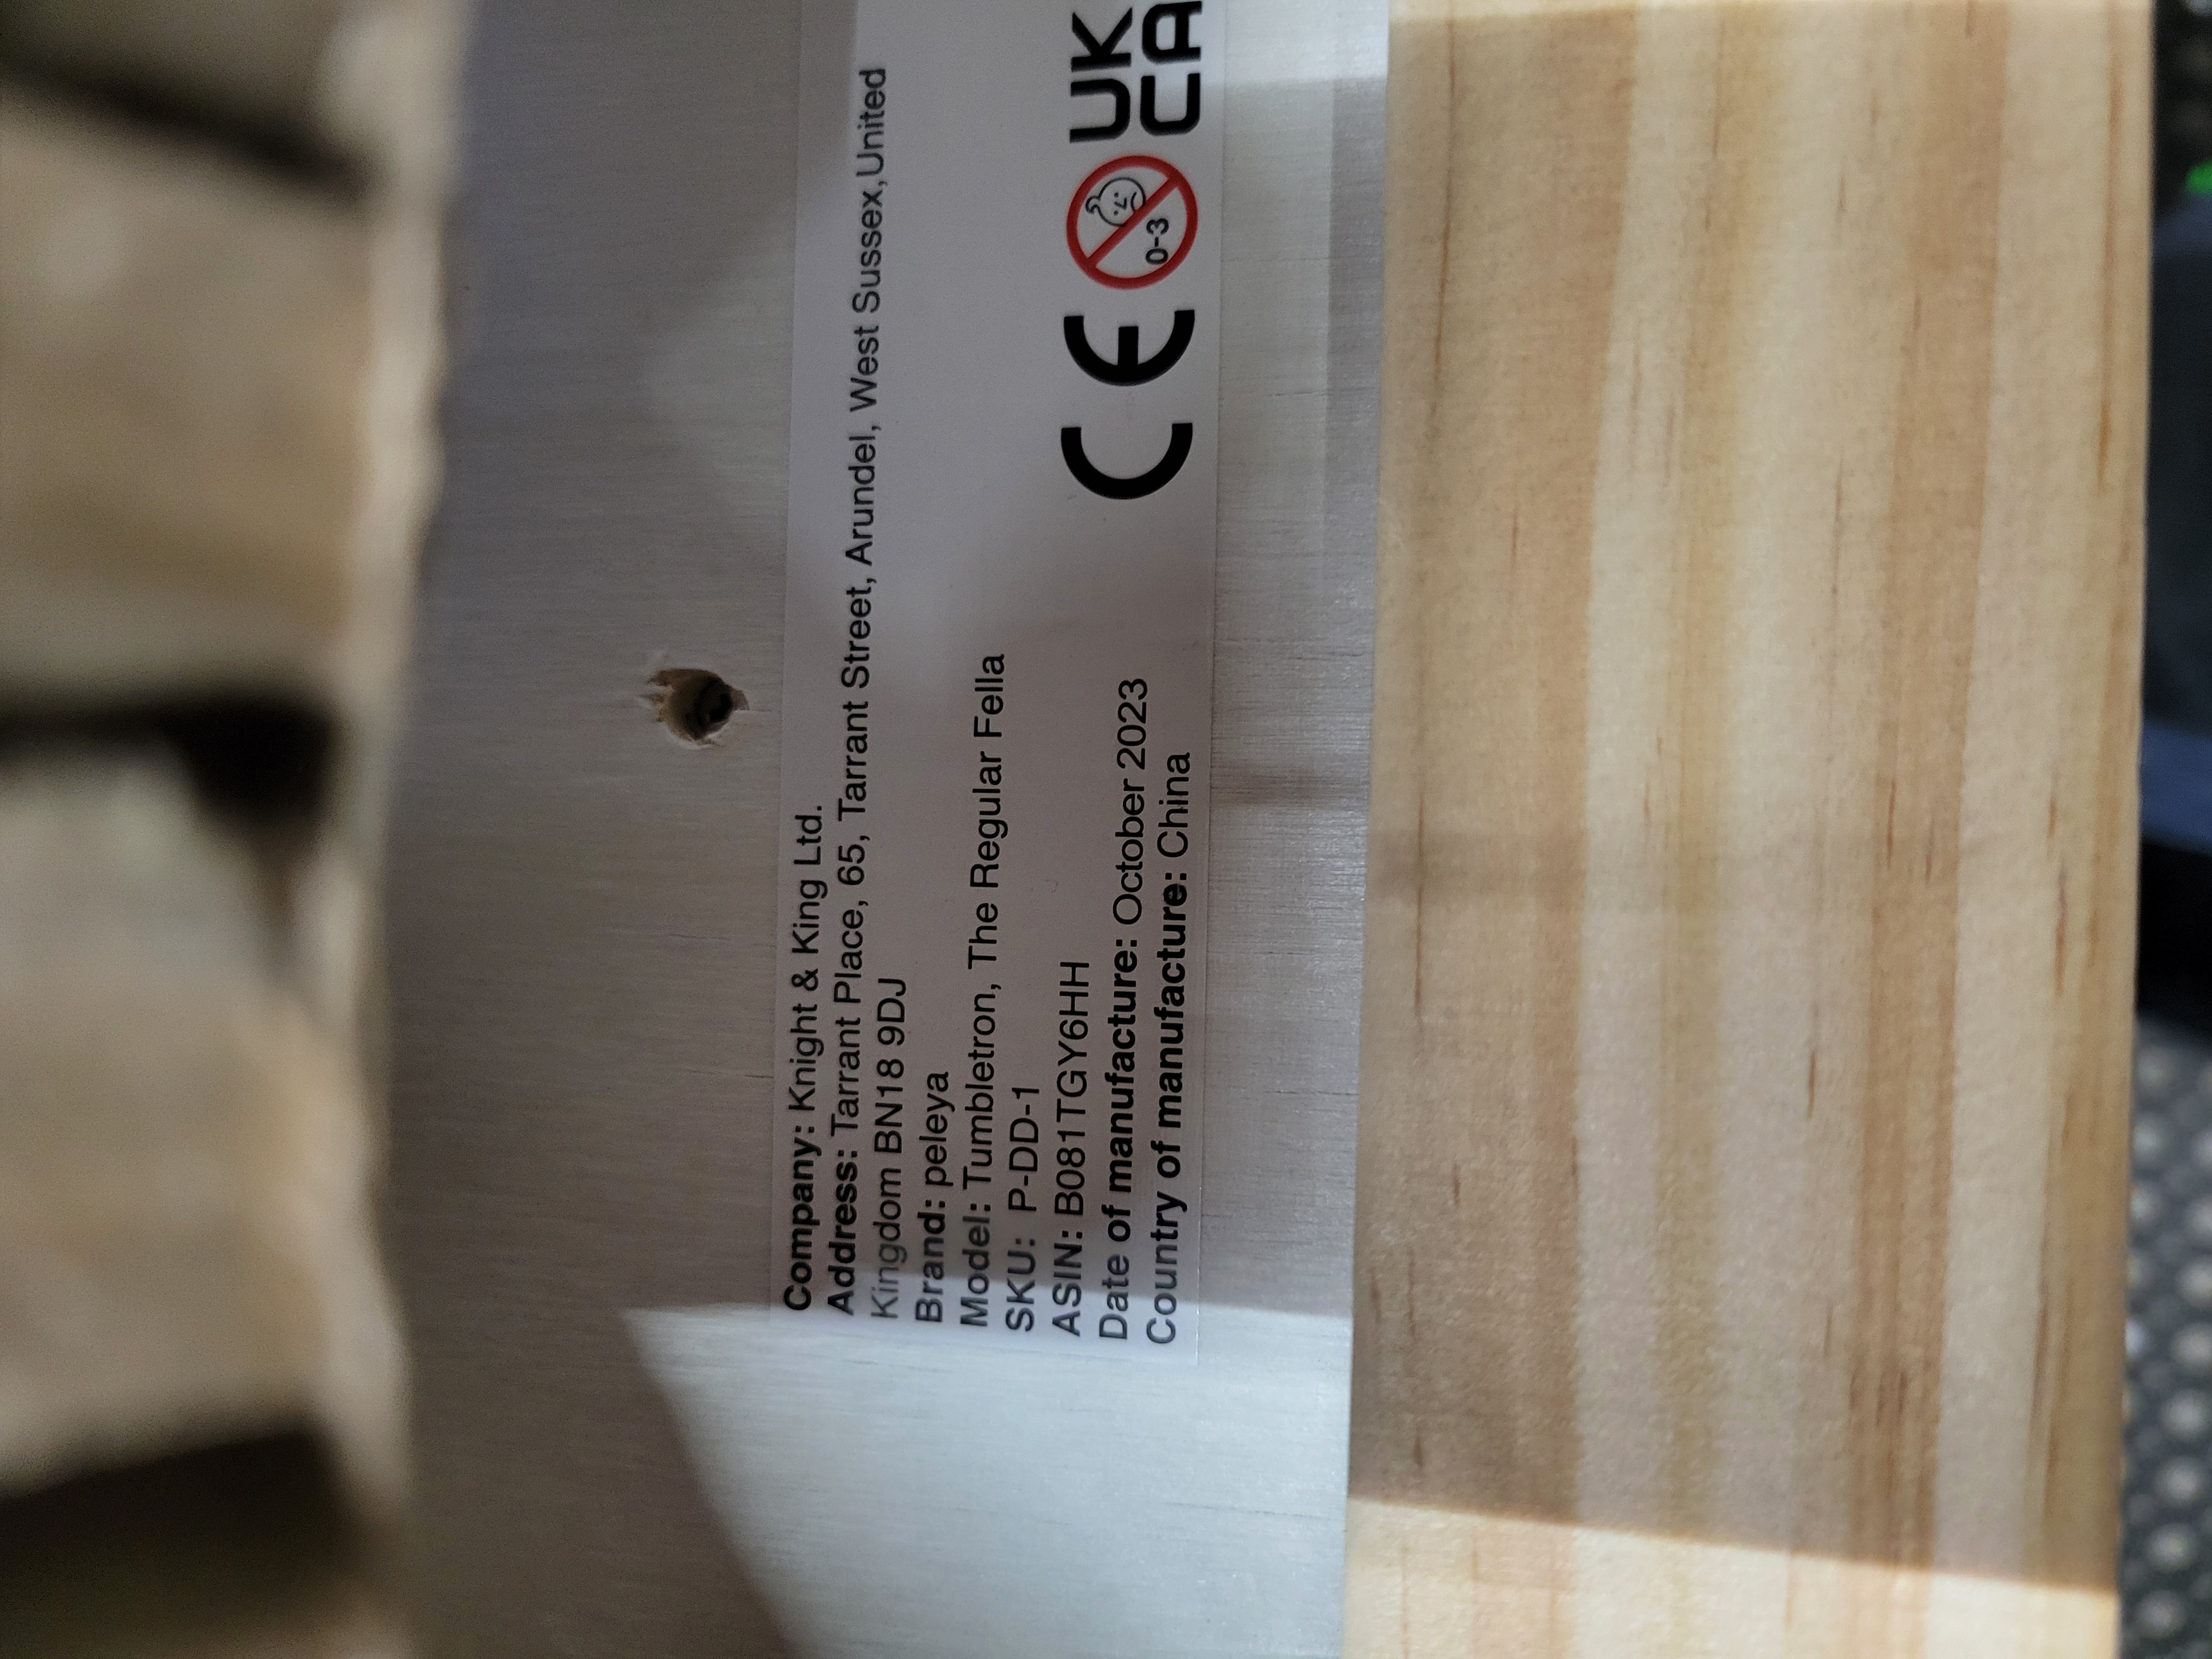 Company: Knight & King Ltd.
Address: Tarrant Place, 65, Tarrant Street, Arundel, West Sussex,United
Kingdom BN18 9DJ
Brand: peleya
Model: Tumbletron, The Regular Fella
SKU: P-DD-1
ASIN: B081TGY6HH
Date of manufacture: October 2023
Country of manufacture: China
CE
0-3
UK
CA